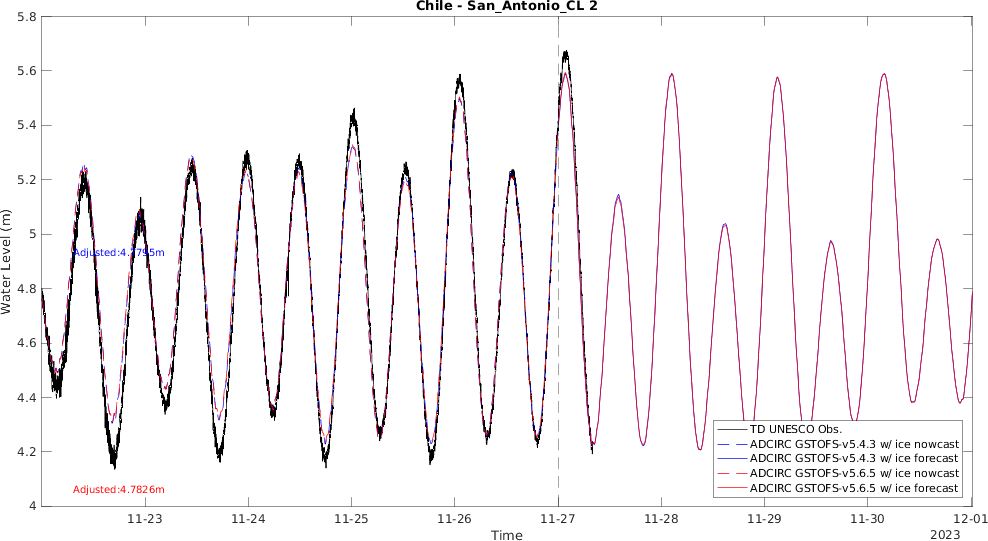 Chile - San_Antonio_CL 2
Water Level (m)
5.8
5.6
5.4
5.2
5
4.8
4.6
4.4
4.2
4
Adjusted:4.7826m
TD UNESCO Obs.
ADCIRC GSTOFS-v5.4.3 w/ ice nowcast
ADCIRC GSTOFS-v5.4.3 w/ ice forecast
ADCIRC GSTOFS-v5.6.5 w/ ice nowcast
ADCIRC GSTOFS-v5.6.5 w/ ice forecast
11-23
11-24
11-25
11-26
11-27
11-28
11-29
11-30
12-01
Time
2023